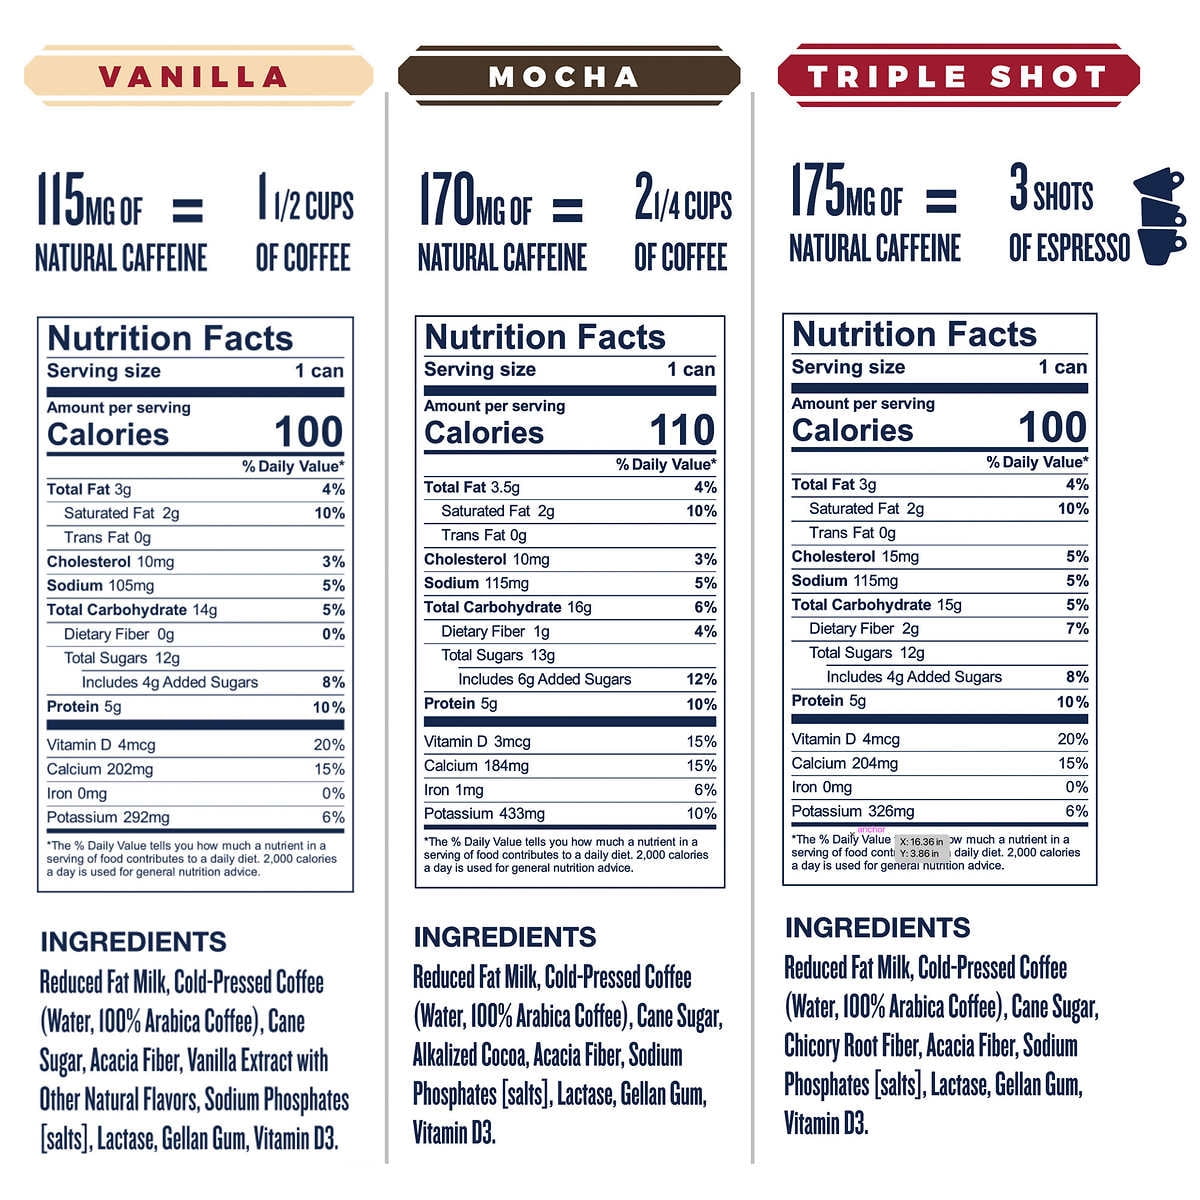 VANILLA
115MG OF = 1 1/2 CUPS
NATURAL CAFFEINE OF COFFEE
Nutrition Facts
Serving size 1 can
Amount per serving
Calories 100
% Daily Value*
Total Fat 3g 4%
Saturated Fat 2g 10%
Trans Fat 0g
Cholesterol 10mg 3%
Sodium 105mg 5%
Total Carbohydrate 14g 5%
Dietary Fiber 0g 0%
Total Sugars 12g
Includes 4g Added Sugars 8%
Protein 5g 10%
Vitamin D 4mcg 20%
Calcium 202mg 15%
Iron 0mg 0%
Potassium 292mg 6%
*The % Daily Value tells you how much a nutrient in a
serving of food contributes to a daily diet. 2,000 calories
a day is used for general nutrition advice.
INGREDIENTS
Reduced Fat Milk, Cold-Pressed Coffee
(Water, 100% Arabica Coffee), Cane
Sugar, Acacia Fiber, Vanilla Extract with
Other Natural Flavors, Sodium Phosphates
[salts], Lactase, Gellan Gum, Vitamin D3.
MOCHA
170MG OF = 2 1/4 CUPS
NATURAL CAFFEINE OF COFFEE
Nutrition Facts
Serving size 1 can
Amount per serving
Calories 110
% Daily Value*
Total Fat 3.5g 4%
Saturated Fat 2g 10%
Trans Fat 0g
Cholesterol 10mg 3%
Sodium 115mg 5%
Total Carbohydrate 16g 6%
Dietary Fiber 1g 4%
Total Sugars 13g
Includes 6g Added Sugars 12%
Protein 5g 10%
Vitamin D 3mcg 15%
Calcium 184mg 15%
Iron 1mg 6%
Potassium 433mg 10%
*The % Daily Value tells you how much a nutrient in a
serving of food contributes to a daily diet. 2,000 calories
a day is used for general nutrition advice.
INGREDIENTS
Reduced Fat Milk, Cold-Pressed Coffee
(Water, 100% Arabica Coffee), Cane Sugar,
Alkalized Cocoa, Acacia Fiber, Sodium
Phosphates [salts], Lactase, Gellan Gum,
Vitamin D3.
TRIPLE SHOT
175MG OF = 3 SHOTS
NATURAL CAFFEINE OF ESPRESSO
Nutrition Facts
Serving size 1 can
Amount per serving
Calories 100
% Daily Value*
Total Fat 3g 4%
Saturated Fat 2g 10%
Trans Fat 0g
Cholesterol 15mg 5%
Sodium 115mg 5%
Total Carbohydrate 15g 5%
Dietary Fiber 2g 7%
Total Sugars 12g
Includes 4g Added Sugars 8%
Protein 5g 10%
Vitamin D 4mcg 20%
Calcium 204mg 15%
Iron 0mg 0%
Potassium 326mg 6%
anchor
*The % Daily Value ow much a nutrient in a
X: 16.36 in
serving of food cont daily diet. 2,000 calories
Y: 3.86 in
a day is used for general nutrition advice.
INGREDIENTS
Reduced Fat Milk, Cold-Pressed Coffee
(Water, 100% Arabica Coffee), Cane Sugar,
Chicory Root Fiber, Acacia Fiber, Sodium
Phosphates [salts], Lactase, Gellan Gum,
Vitamin D3.